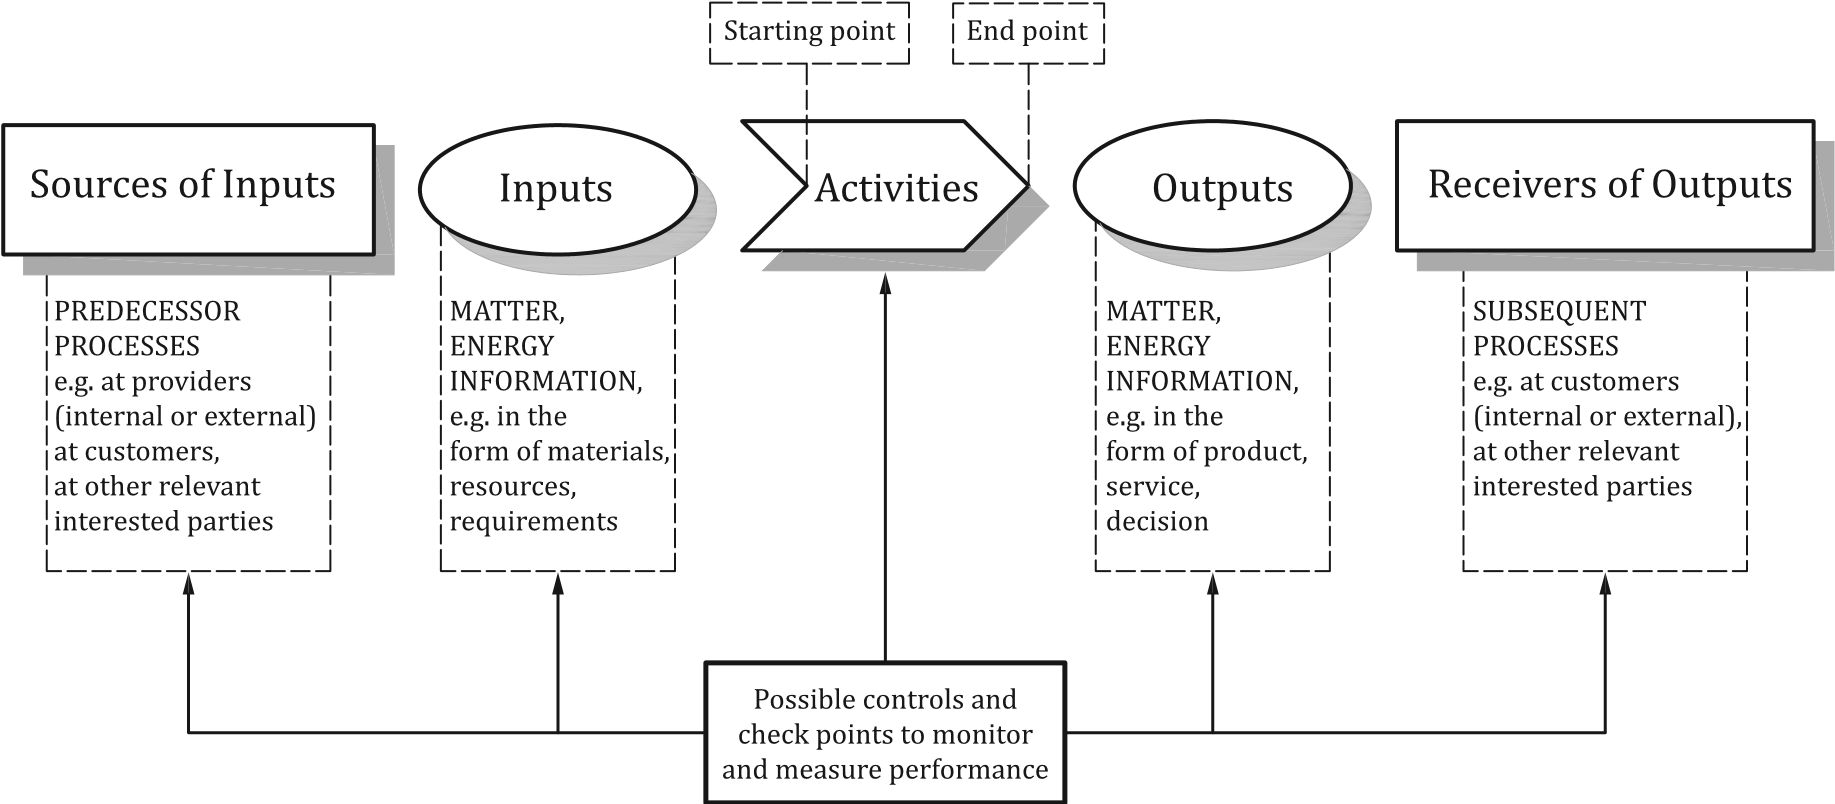 Starting point
End point
Sources of Inputs
Inputs
Activities
Outputs
Receivers of Outputs
PREDECESSOR
PROCESSES
e.g. at providers
(internal or external)
at customers,
at other relevant
interested parties
MATTER,
ENERGY
INFORMATION,
e.g. in the
form of materials,
resources,
requirements
MATTER,
ENERGY
INFORMATION,
e.g. in the
form of product,
service,
decision
SUBSEQUENT
PROCESSES
e.g. at customers
(internal or external),
at other relevant
interested parties
Possible controls and
check points to monitor
and measure performance